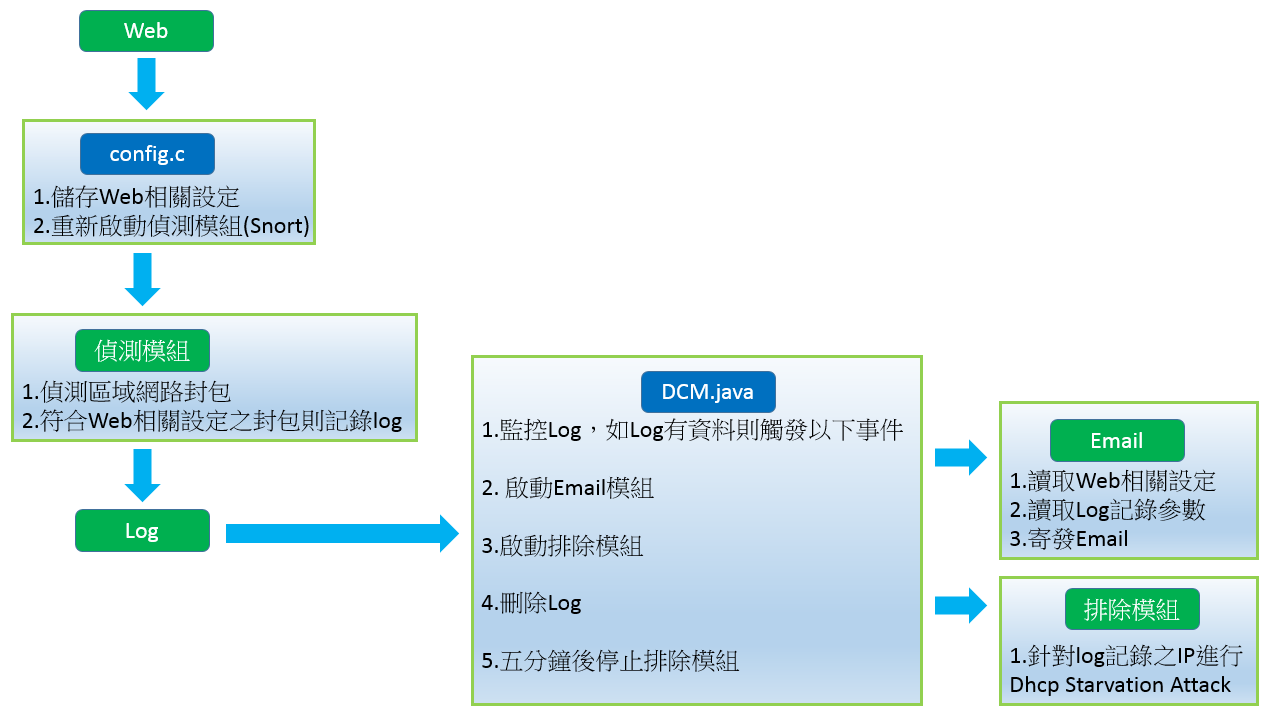 Web
config.c
1.儲存Web相關設定
2.重新啟動偵測模組(Snort)
偵測模組
1.偵測區域網路封包
2.符合Web相關設定之封包則記錄log
Log
DCM.java
1.監控Log，如Log有資料則觸發以下事件
2. 啟動Email模組
3.啟動排除模組
4.刪除Log
5.五分鐘後停止排除模組
Email
1.讀取Web相關設定
2.讀取Log記錄參數
3.寄發Email
排除模組
1.針對log記錄之IP進行
Dhcp Starvation Attack